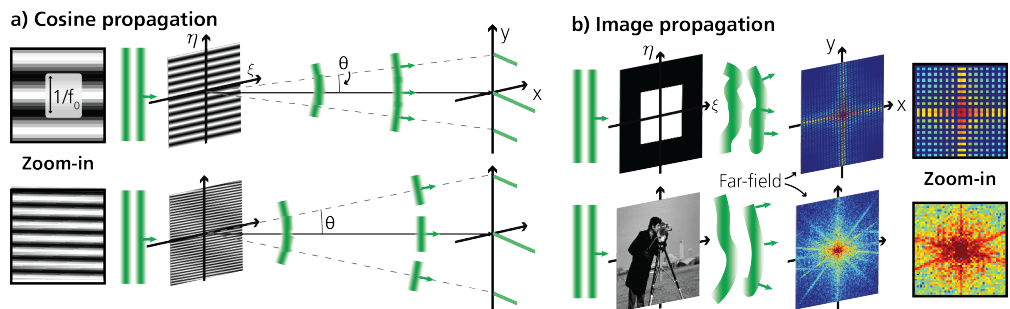 a) Cosine propagation
η
ξ
θ
y
x
1/f₀
Zoom-in
θ
b) Image propagation
η
ξ
y
x
Far-field
Zoom-in